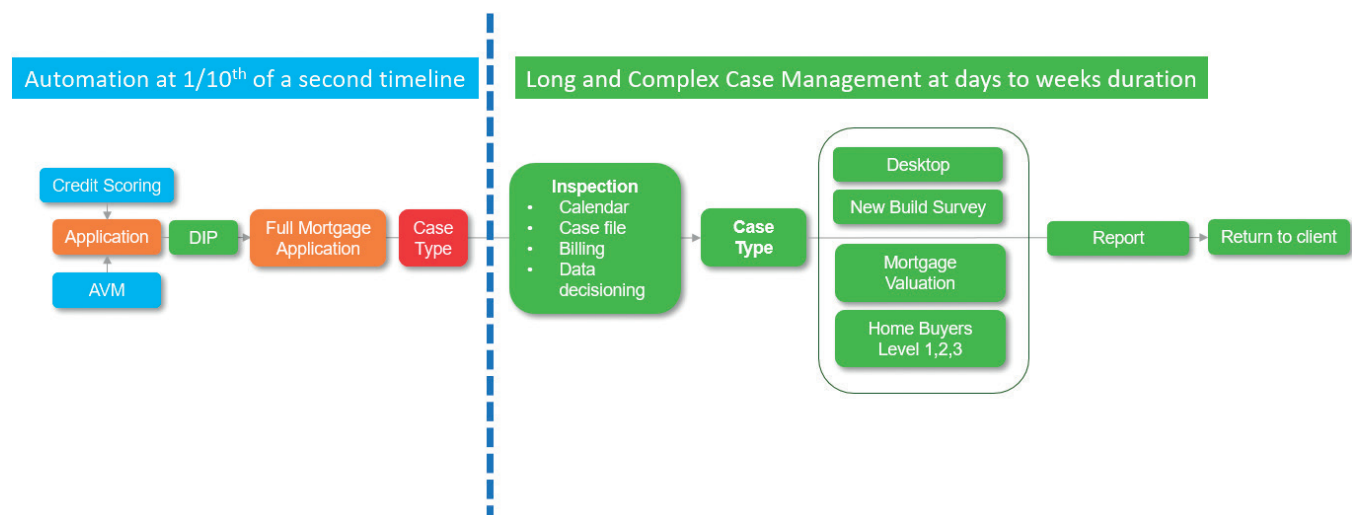 Automation at 1/10th of a second timeline
Long and Complex Case Management at days to weeks duration
Credit Scoring
Application
AVM
DIP
Full Mortgage
Application
Case
Type
Inspection
• Calendar
• Case file
• Billing
• Data
decisioning
Case
Type
Desktop
New Build Survey
Mortgage
Valuation
Home Buyers
Level 1,2,3
Report
Return to client